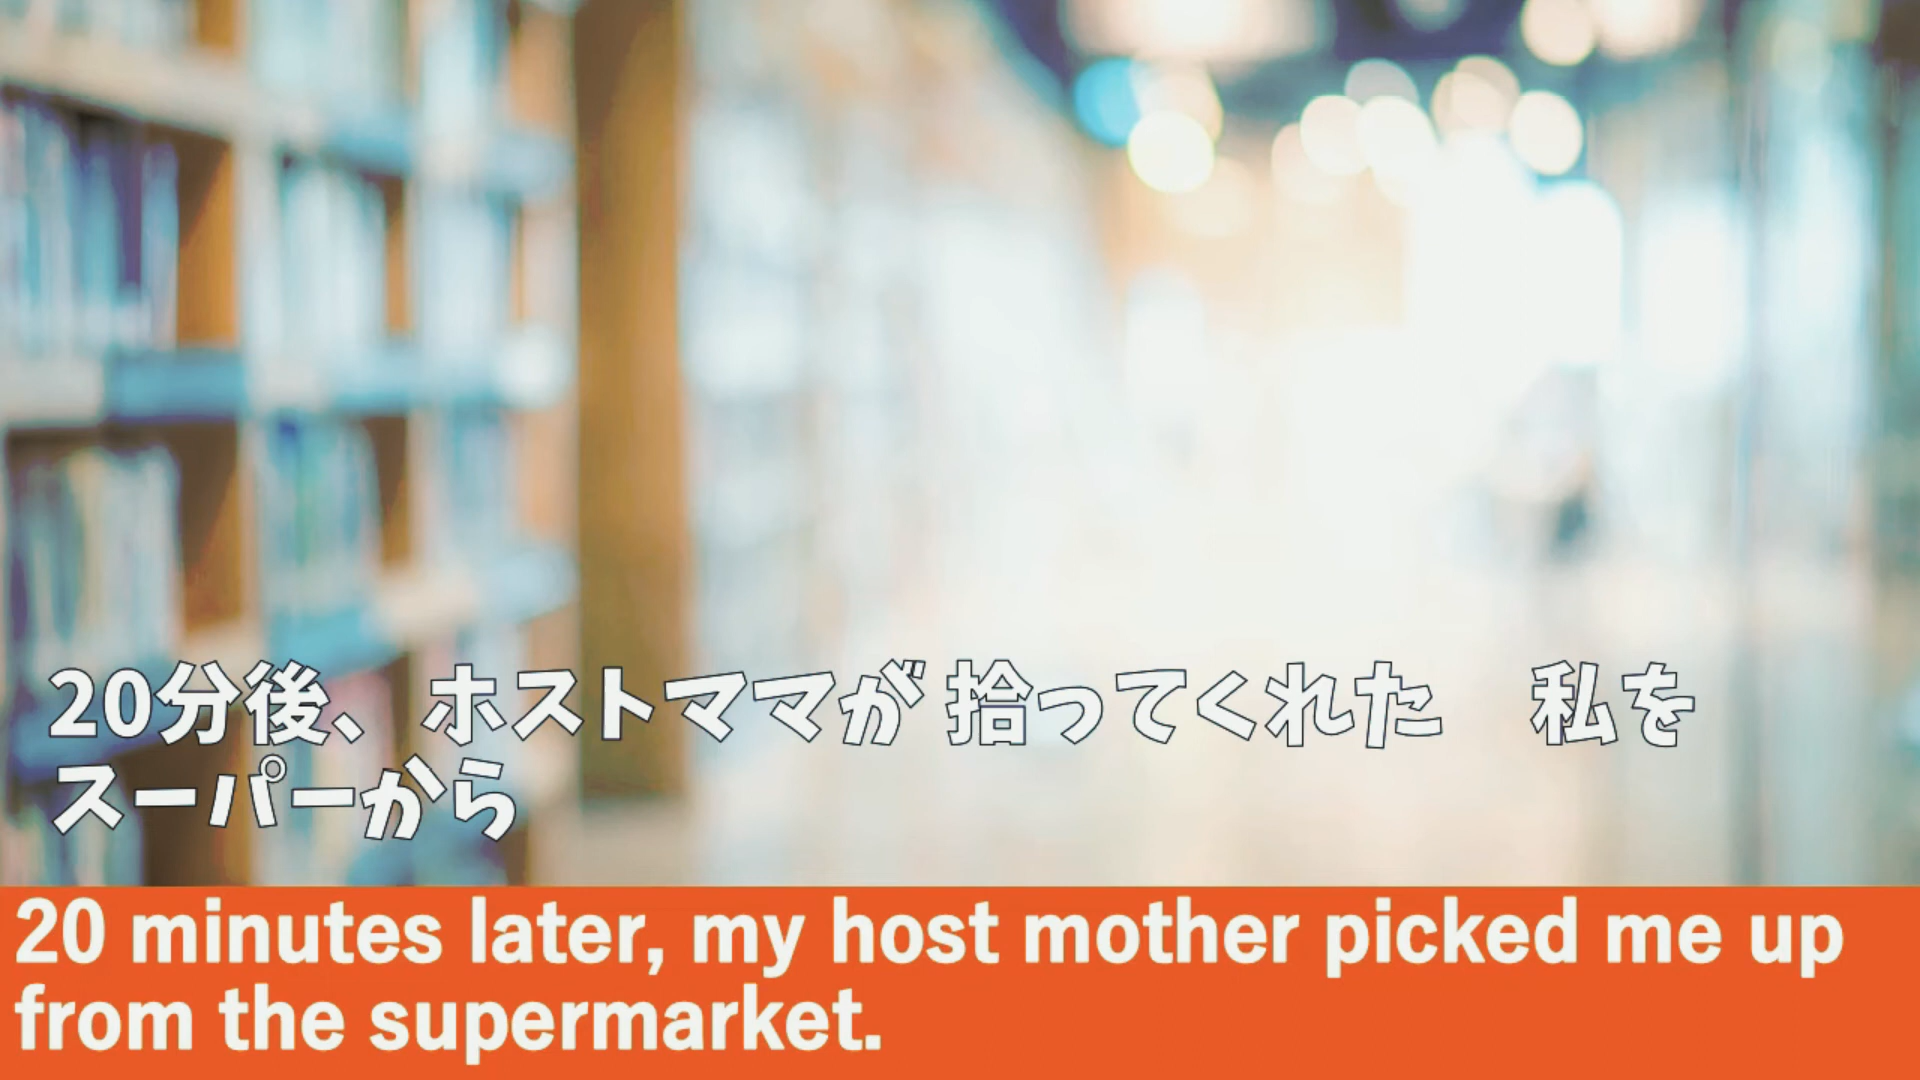 20分後、ホストママが 拾ってくれた　私を
スーパーから
20 minutes later, my host mother picked me up
from the supermarket.